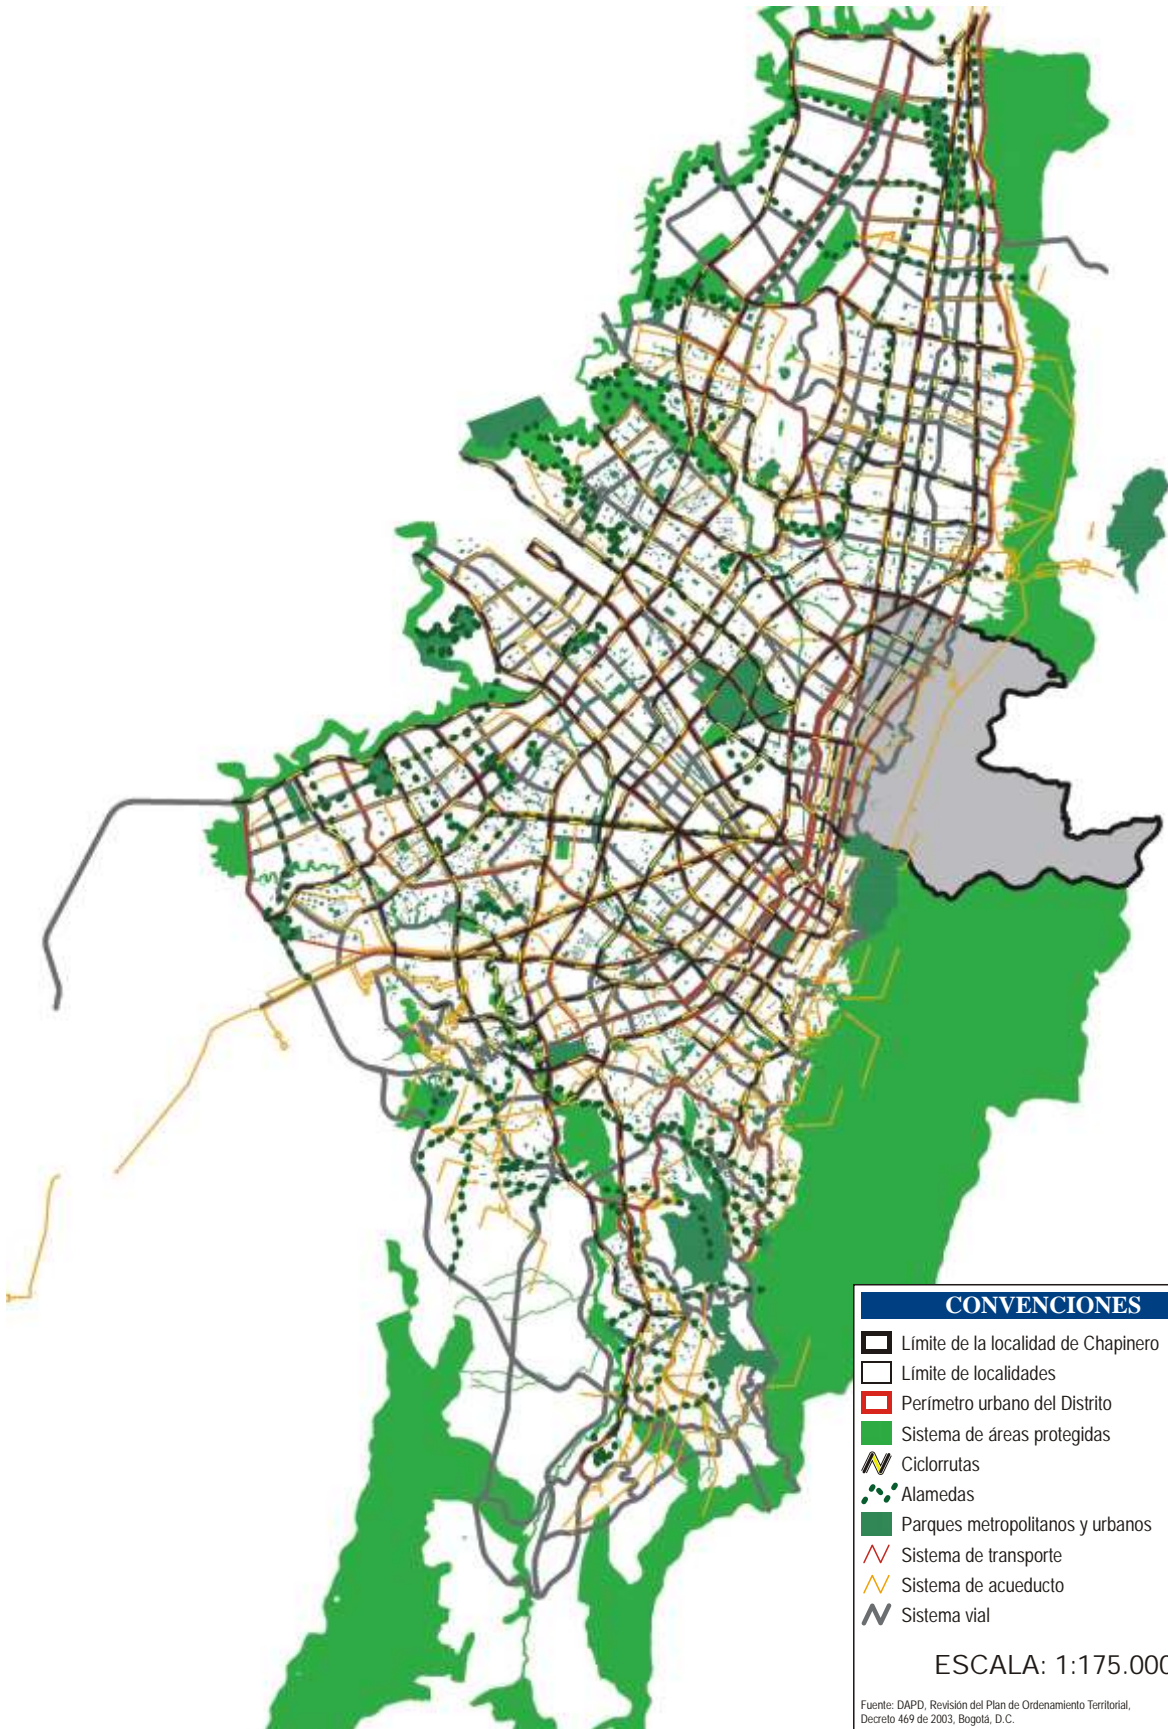 CONVENCIONES
Límite de la localidad de Chapinero
Límite de localidades
Perímetro urbano del Distrito
Sistema de áreas protegidas
Ciclorrutas
Alamedas
Parques metropolitanos y urbanos
Sistema de transporte
Sistema de acueducto
Sistema vial
ESCALA: 1:175.000
Fuente: DAPD, Revisión del Plan de Ordenamiento Territorial,
Decreto 469 de 2003, Bogotá, D.C.